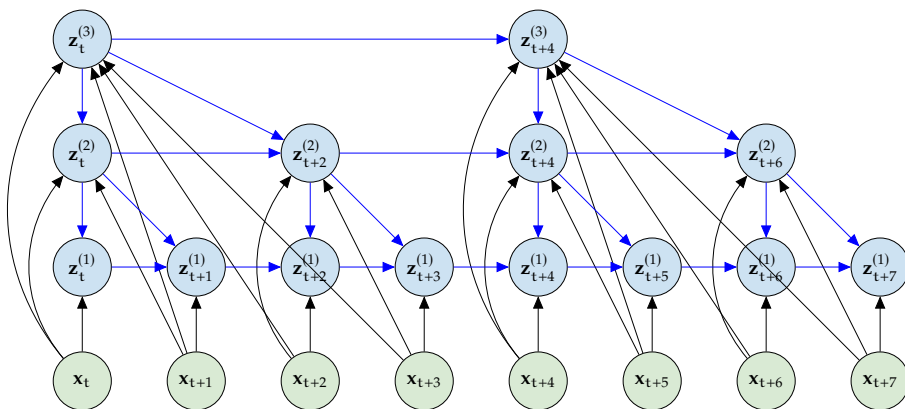 z_t^(3) z_{t+4}^(3)
z_t^(2) z_{t+2}^(2) z_{t+4}^(2) z_{t+6}^(2)
z_t^(1) z_{t+1}^(1) z_{t+2}^(1) z_{t+3}^(1) z_{t+4}^(1) z_{t+5}^(1) z_{t+6}^(1) z_{t+7}^(1)
x_t x_{t+1} x_{t+2} x_{t+3} x_{t+4} x_{t+5} x_{t+6} x_{t+7}